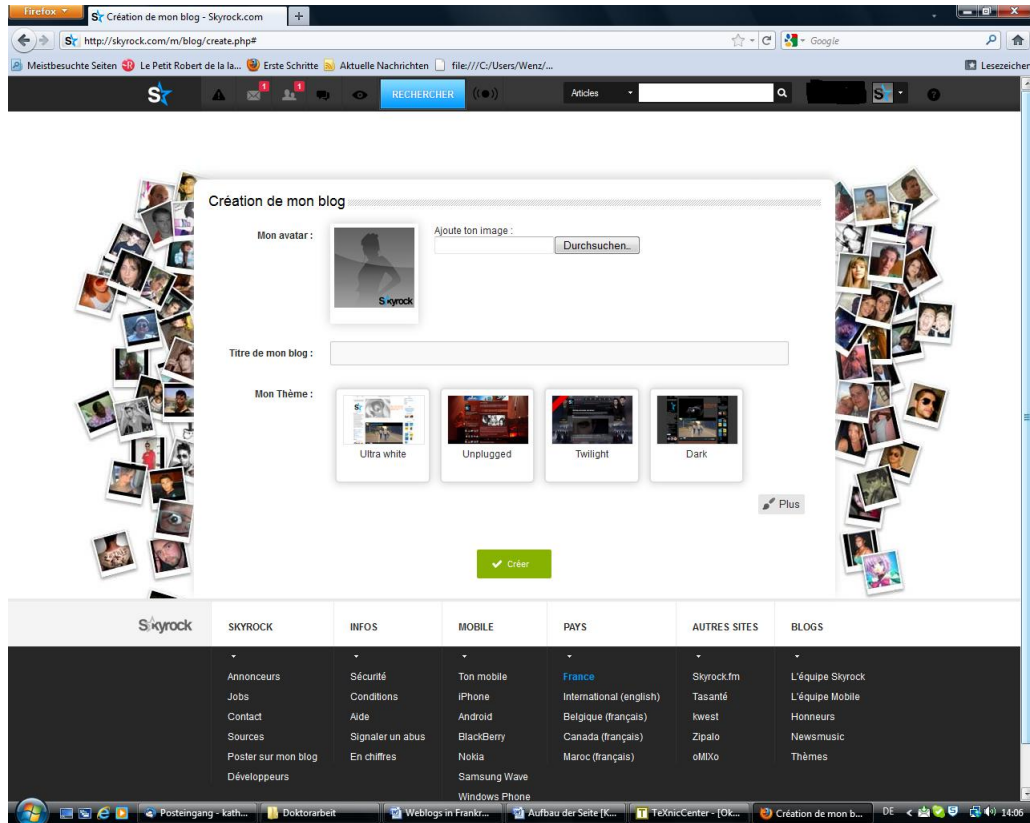 Firefox
Création de mon blog - Skyrock.com
http://skyrock.com/m/blog/create.php#
Google
Meistbesuchte Seiten Le Petit Robert de la la... Erste Schritte Aktuelle Nachrichten file:///C:/Users/Wenz/... Lesezeichen
1 1 RECHERCHER Articles
Création de mon blog
Mon avatar :
Ajoute ton image :
Durchsuchen...
Skyrock
Titre de mon blog :
Mon Thème :
Ultra white Unplugged Twilight Dark
Plus
Créer
Skyrock SKYROCK INFOS MOBILE PAYS AUTRES SITES BLOGS
Annonceurs Sécurité Ton mobile France Skyrock.fm L'équipe Skyrock
Jobs Conditions iPhone International (english) Tasanté L'équipe Mobile
Contact Aide Android Belgique (français) kwest Honneurs
Sources Signaler un abus BlackBerry Canada (français) Zipalo Newsmusic
Poster sur mon blog En chiffres Nokia Maroc (français) oMIXo Thèmes
Développeurs Samsung Wave
Windows Phone
Posteingang - kath... Doktorarbeit Weblogs in Frankr... Aufbau der Seite [K... TeXnicCenter - [Ok... Création de mon b... DE 14:06